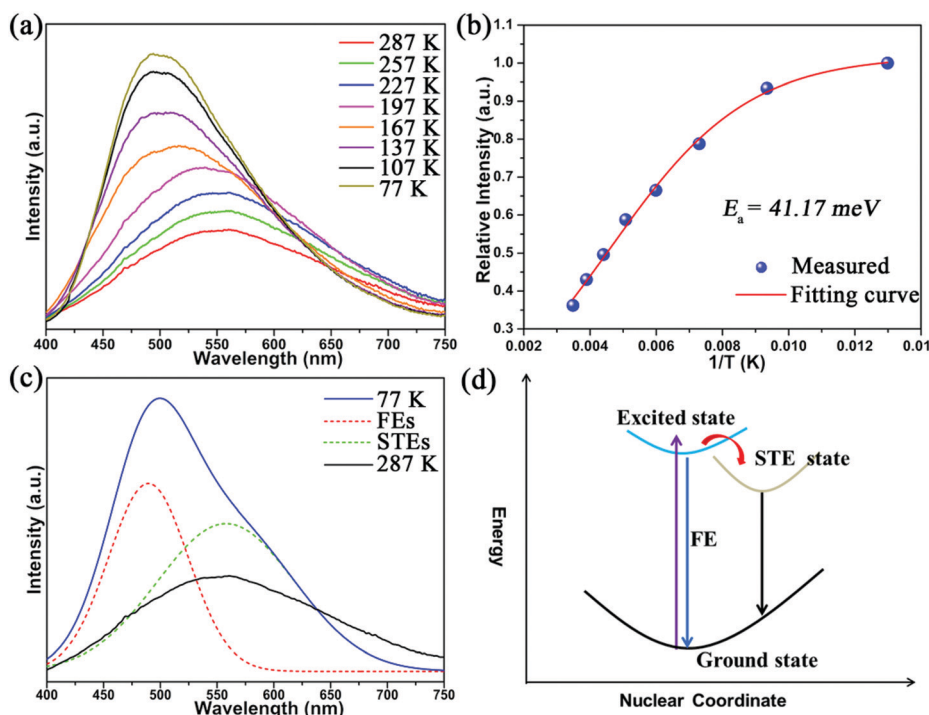 (a)
Intensity (a.u.)
287 K
257 K
227 K
197 K
167 K
137 K
107 K
77 K
400 450 500 550 600 650 700 750
Wavelength (nm)
(b)
Relative Intensity (a.u.)
1.0
0.9
0.8
0.7
0.6
0.5
0.4
0.3
Eₐ = 41.17 meV
Measured
Fitting curve
0.002 0.004 0.006 0.008 0.010 0.012 0.01
1/T (K)
(c)
Intensity (a.u.)
77 K
FEs
STEs
287 K
400 450 500 550 600 650 700 750
Wavelength (nm)
(d)
Energy
Excited state
STE state
FE
Ground state
Nuclear Coordinate